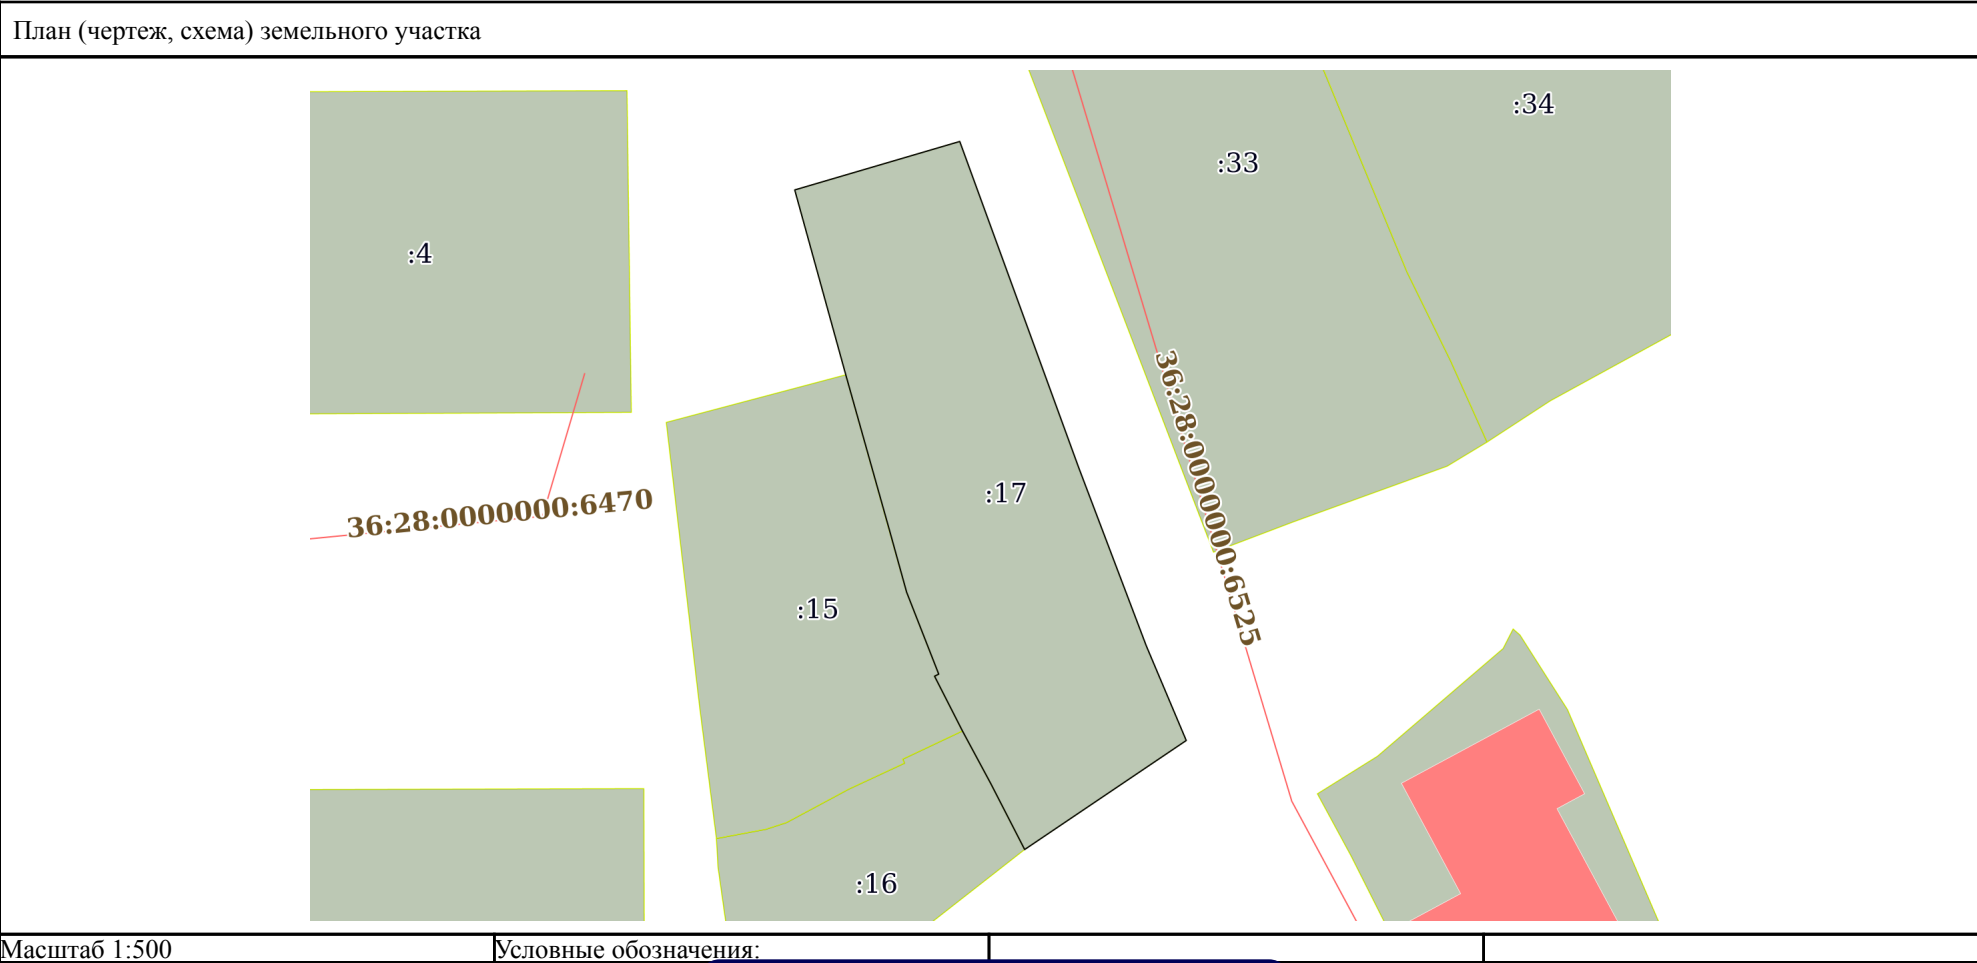 План (чертеж, схема) земельного участка
:34
:33
:4
:17
36:28:0000000:6470
36:28:0000000:6525
:15
:16
Масштаб 1:500
Условные обозначения: